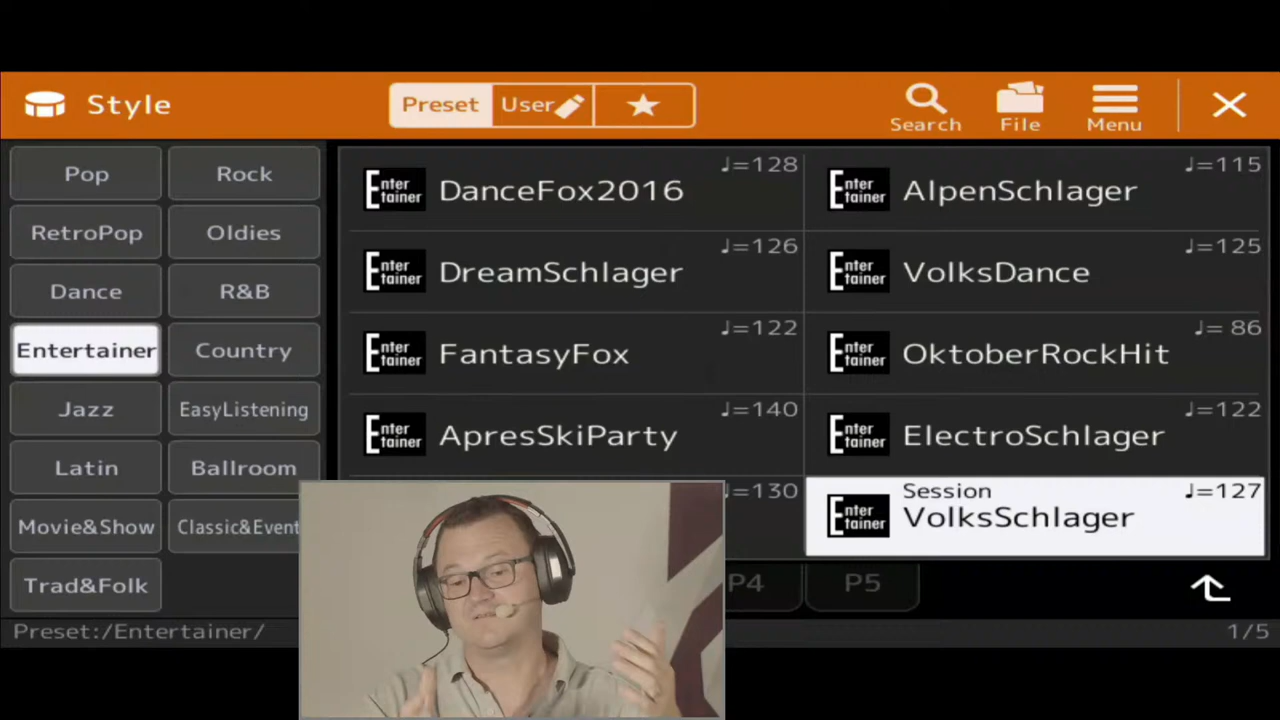 Style
Preset
User
Search
File
Menu
Pop
Rock
RetroPop
Oldies
Dance
R&B
Entertainer
Country
Jazz
EasyListening
Latin
Ballroom
Movie&Show
Classic&Event
Trad&Folk
Enter
tainer
DanceFox2016
♩=128
Enter
tainer
AlpenSchlager
♩=115
Enter
tainer
DreamSchlager
♩=126
Enter
tainer
VolksDance
♩=125
Enter
tainer
FantasyFox
♩=122
Enter
tainer
OktoberRockHit
♩= 86
Enter
tainer
ApresSkiParty
♩=140
Enter
tainer
ElectroSchlager
♩=122
♩=130
Enter
tainer
Session
VolksSchlager
♩=127
P4
P5
Preset:/Entertainer/
1/5